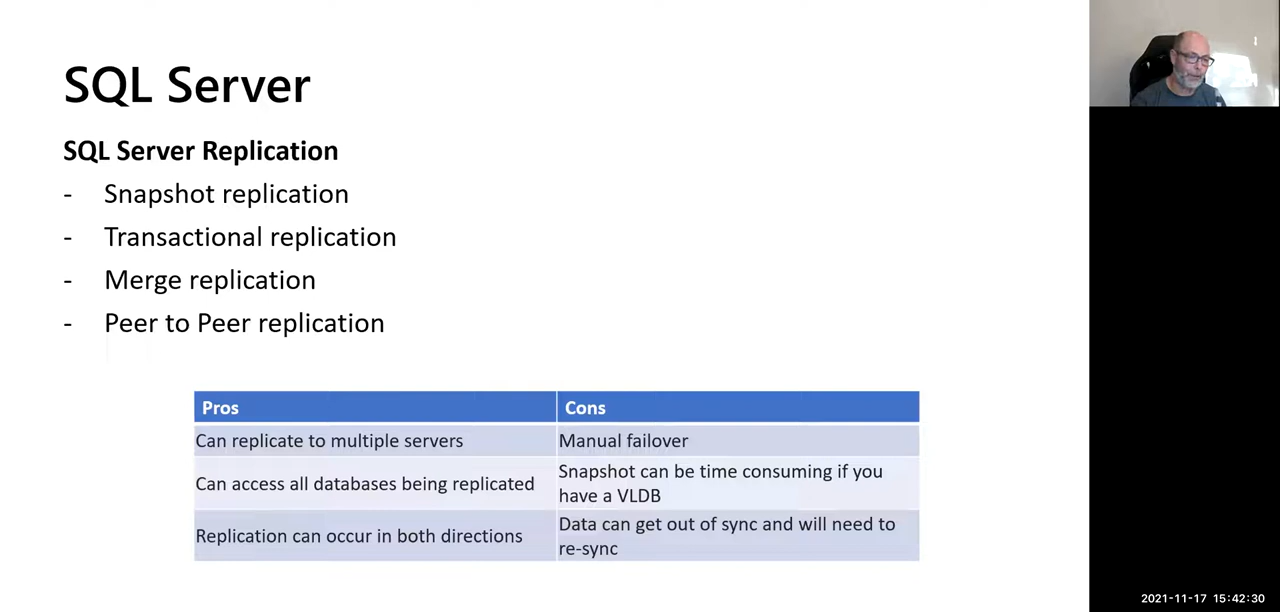 SQL Server
SQL Server Replication
- Snapshot replication
- Transactional replication
- Merge replication
- Peer to Peer replication
Pros Cons
Can replicate to multiple servers Manual failover
Can access all databases being replicated Snapshot can be time consuming if you
have a VLDB
Replication can occur in both directions Data can get out of sync and will need to
re-sync
2021-11-17 15:42:30